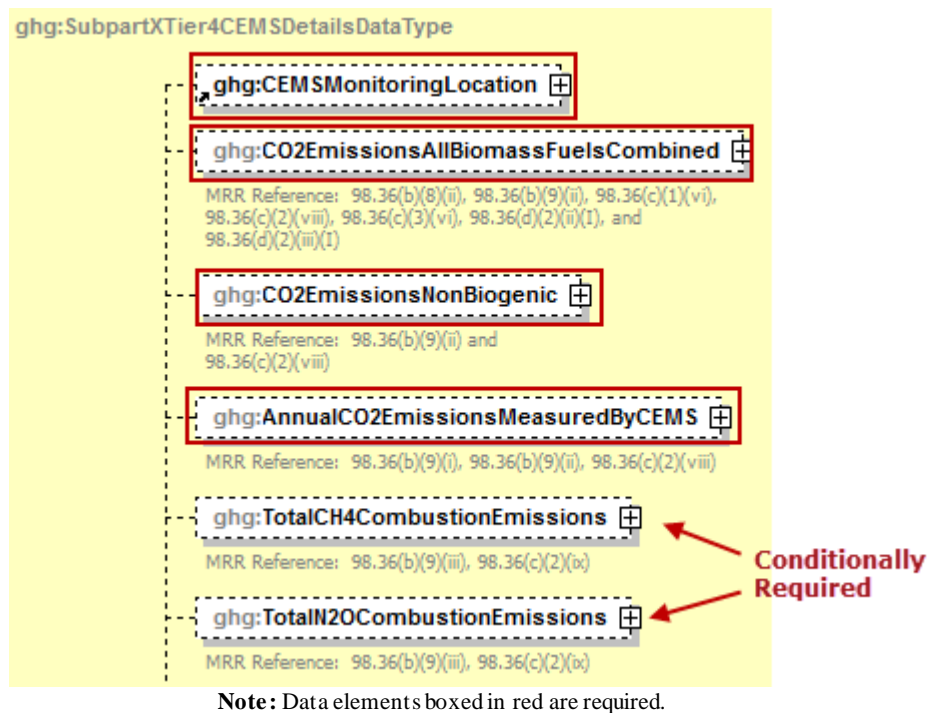 ghg:SubpartXTier4CEMSDetailsDataType
ghg:CEMSMonitoringLocation
ghg:CO2EmissionsAllBiomassFuelsCombined
MRR Reference: 98.36(b)(8)(ii), 98.36(b)(9)(ii), 98.36(c)(1)(vi),
98.36(c)(2)(viii), 98.36(c)(3)(vi), 98.36(d)(2)(ii)(I), and
98.36(d)(2)(iii)(I)
ghg:CO2EmissionsNonBiogenic
MRR Reference: 98.36(b)(9)(ii) and
98.36(c)(2)(viii)
ghg:AnnualCO2EmissionsMeasuredByCEMS
MRR Reference: 98.36(b)(9)(i), 98.36(b)(9)(ii), 98.36(c)(2)(viii)
ghg:TotalCH4CombustionEmissions
MRR Reference: 98.36(b)(9)(iii), 98.36(c)(2)(ix)
Conditionally
Required
ghg:TotalN2OCombustionEmissions
MRR Reference: 98.36(b)(9)(iii), 98.36(c)(2)(ix)
Note: Data elements boxed in red are required.